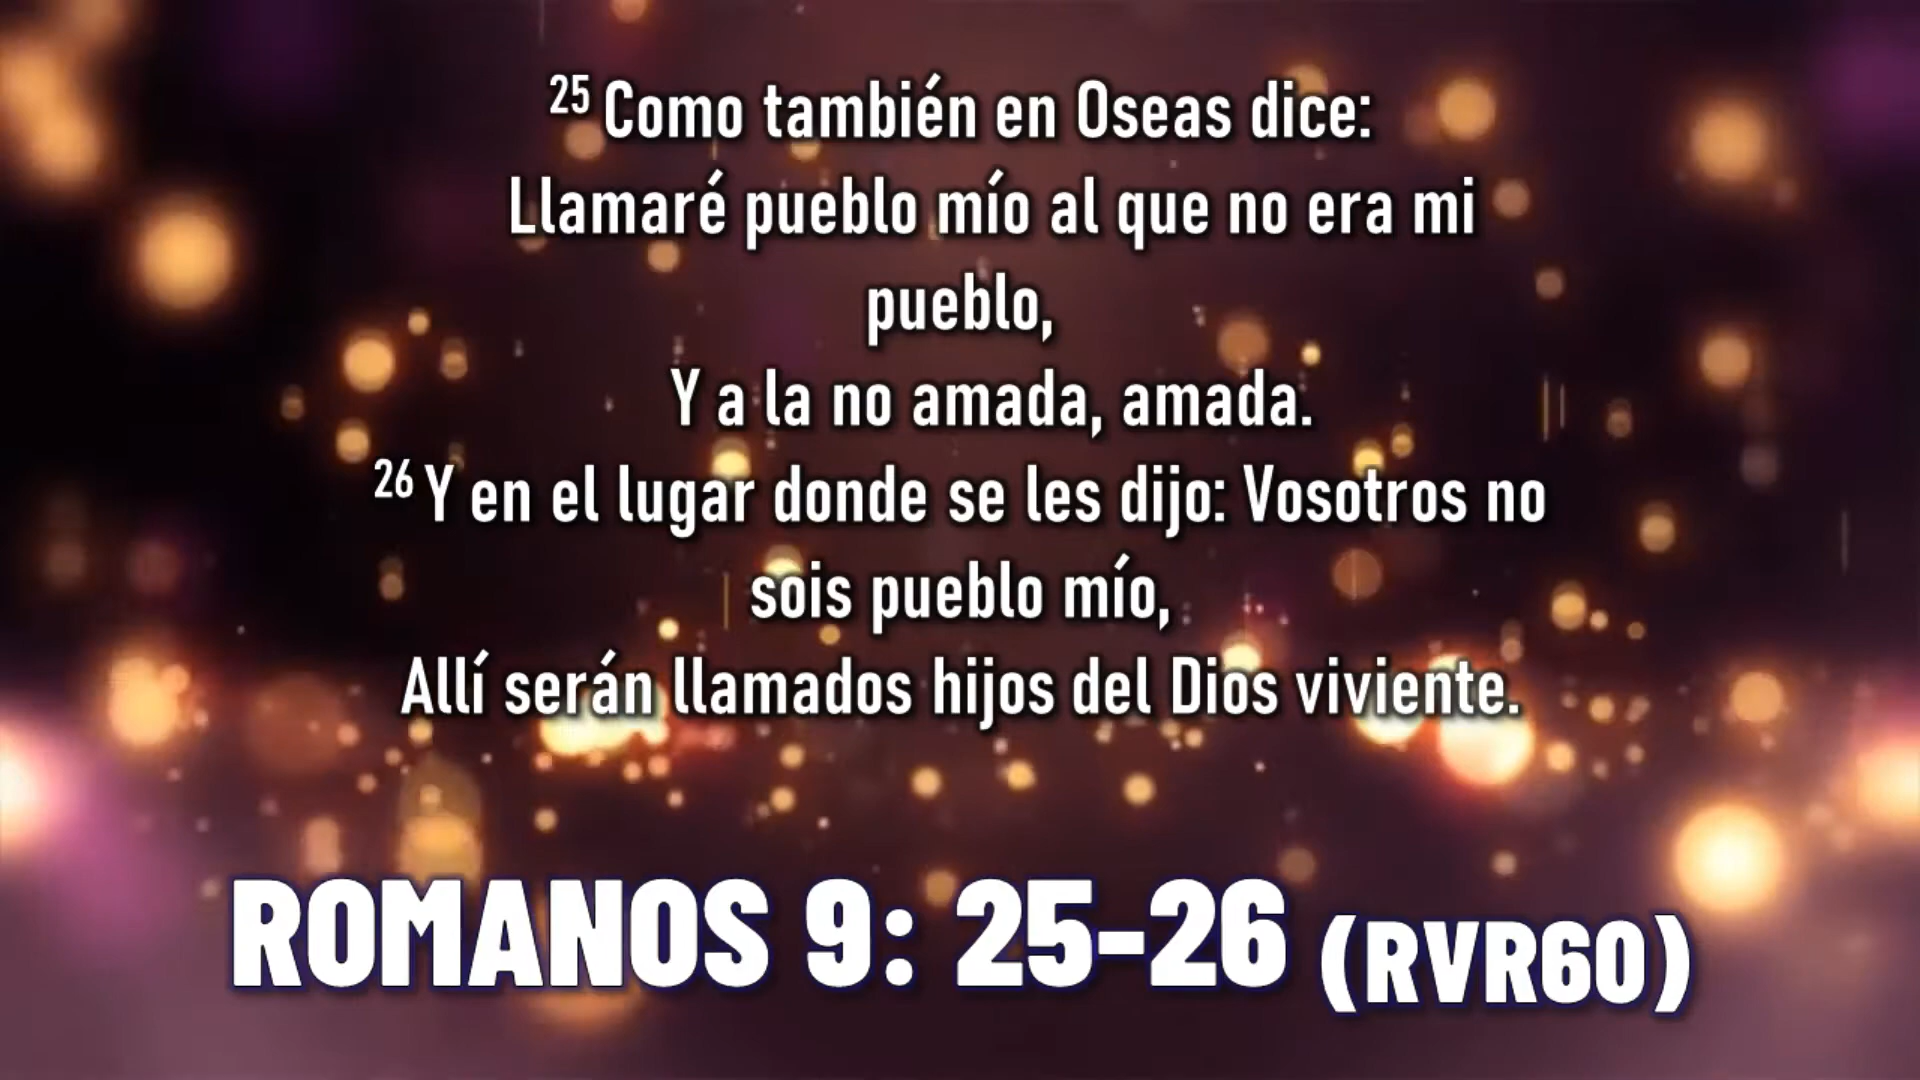 25 Como también en Oseas dice:
Llamaré pueblo mío al que no era mi
pueblo,
Y a la no amada, amada.
26 Y en el lugar donde se les dijo: Vosotros no
sois pueblo mío,
Allí serán llamados hijos del Dios viviente.
ROMANOS 9: 25-26 (RVR60)